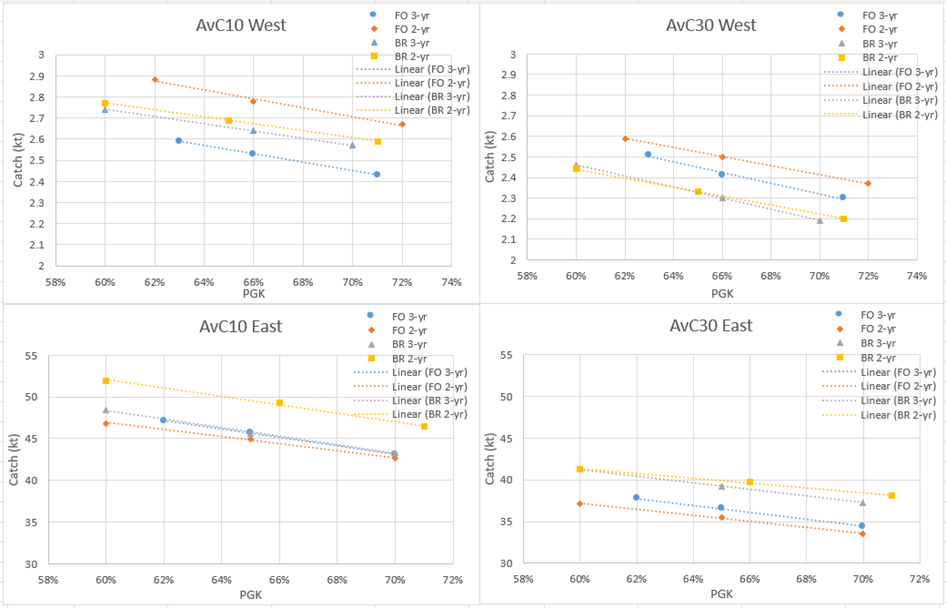 AvC10 West
FO 3-yr
FO 2-yr
BR 3-yr
BR 2-yr
Linear (FO 3-yr)
Linear (FO 2-yr)
Linear (BR 3-yr)
Linear (BR 2-yr)
Catch (kt)
3
2.9
2.8
2.7
2.6
2.5
2.4
2.3
2.2
2.1
2
58%
60%
62%
64%
66%
68%
70%
72%
74%
PGK
AvC30 West
FO 3-yr
FO 2-yr
BR 3-yr
BR 2-yr
Linear (FO 3-yr)
Linear (FO 2-yr)
Linear (BR 3-yr)
Linear (BR 2-yr)
Catch (kt)
3
2.9
2.8
2.7
2.6
2.5
2.4
2.3
2.2
2.1
2
58%
60%
62%
64%
66%
68%
70%
72%
74%
PGK
AvC10 East
FO 3-yr
FO 2-yr
BR 3-yr
BR 2-yr
Linear (FO 3-yr)
Linear (FO 2-yr)
Linear (BR 3-yr)
Linear (BR 2-yr)
Catch (kt)
55
50
45
40
35
30
58%
60%
62%
64%
66%
68%
70%
72%
PGK
AvC30 East
FO 3-yr
FO 2-yr
BR 3-yr
BR 2-yr
Linear (FO 3-yr)
Linear (FO 2-yr)
Linear (BR 3-yr)
Linear (BR 2-yr)
Catch (kt)
55
50
45
40
35
30
58%
60%
62%
64%
66%
68%
70%
72%
PGK